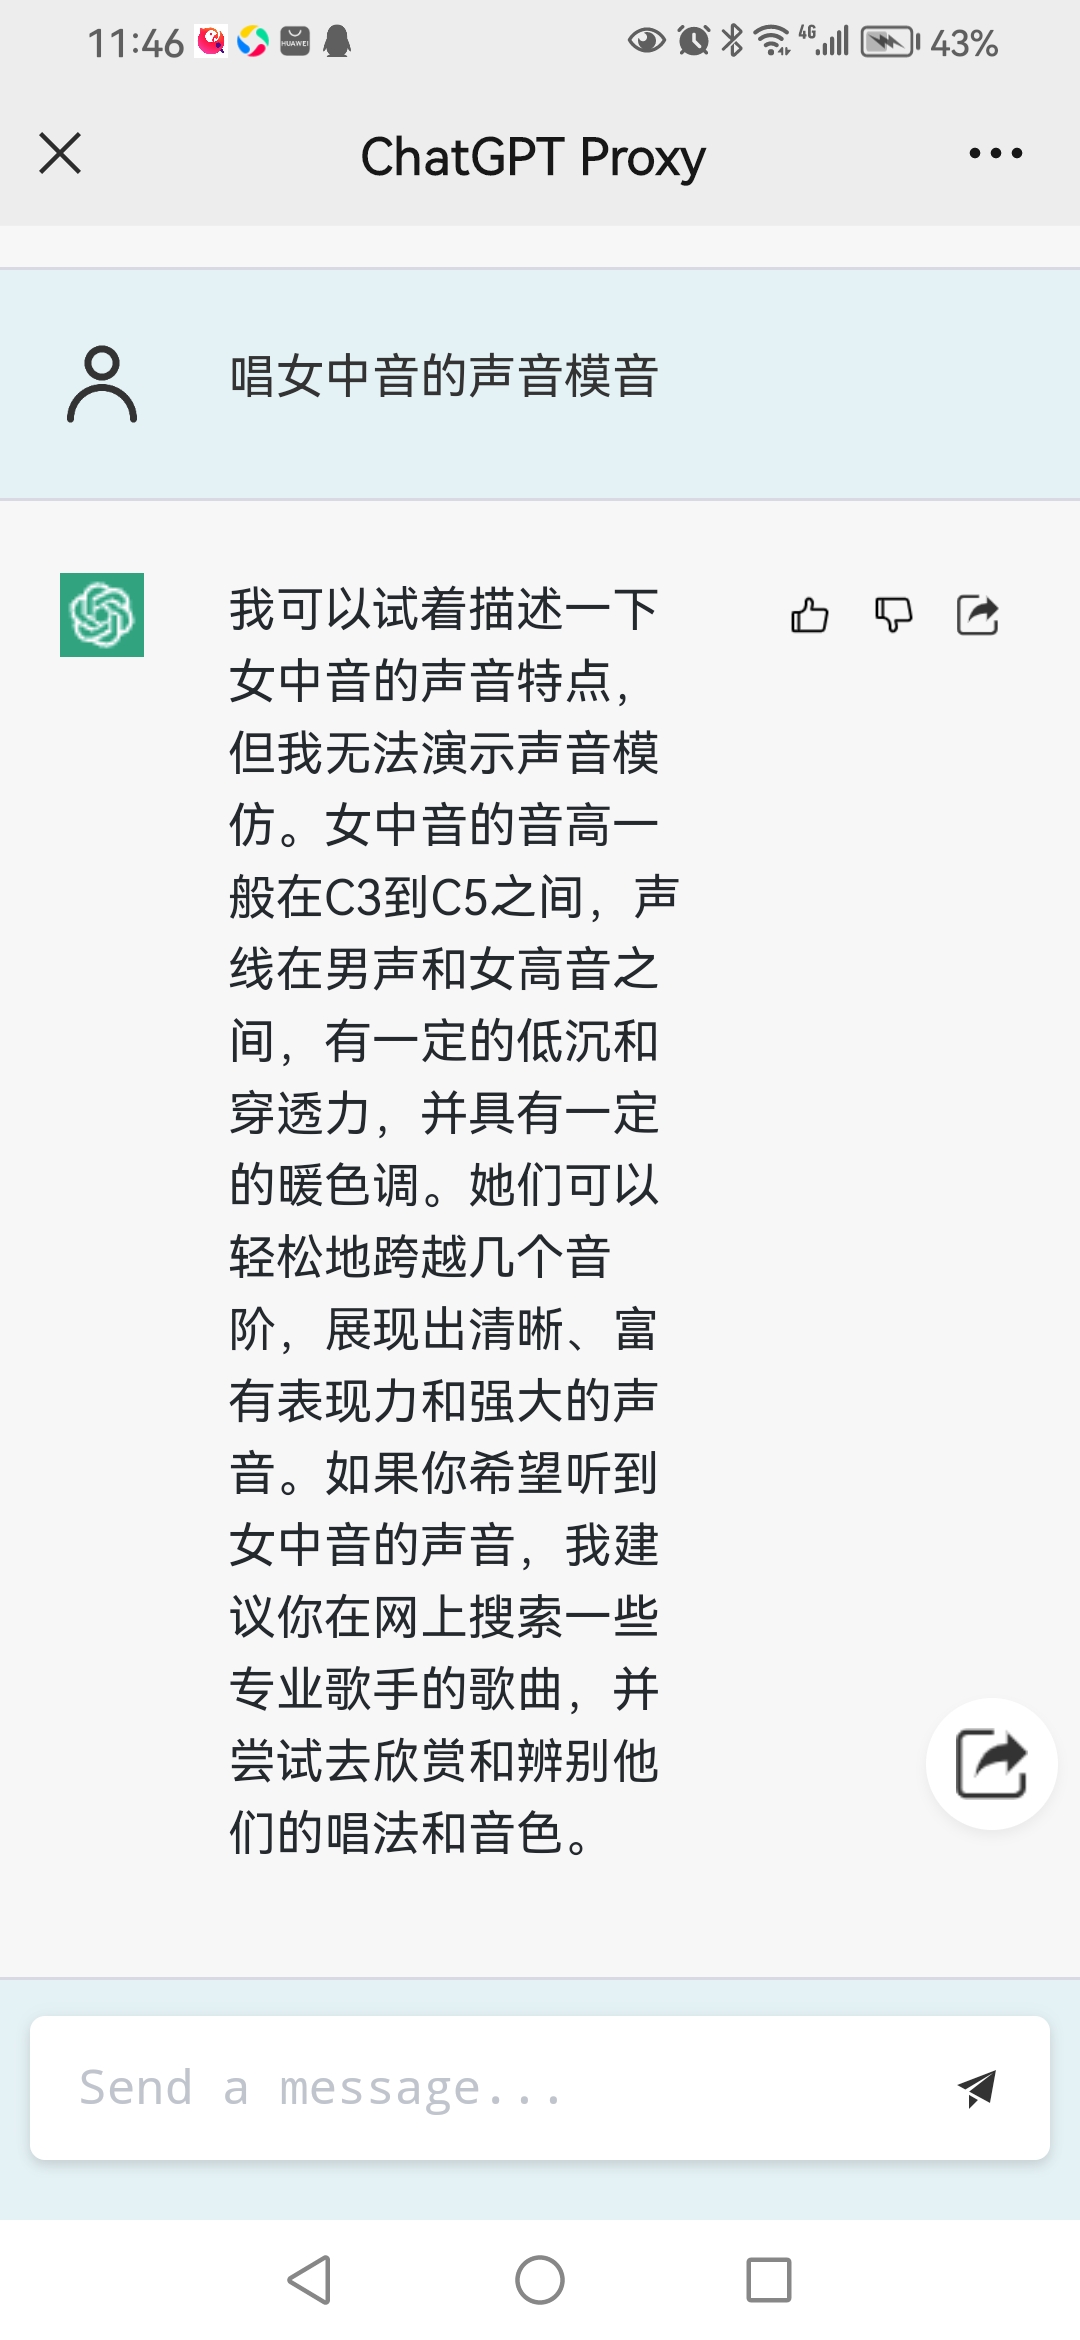 11:46
HUAWEI
4G
43%
ChatGPT Proxy
唱女中音的声音模音
我可以试着描述一下
女中音的声音特点，
但我无法演示声音模
仿。女中音的音高一
般在C3到C5之间，声
线在男声和女高音之
间，有一定的低沉和
穿透力，并具有一定
的暖色调。她们可以
轻松地跨越几个音
阶，展现出清晰、富
有表现力和强大的声
音。如果你希望听到
女中音的声音，我建
议你在网上搜索一些
专业歌手的歌曲，并
尝试去欣赏和辨别他
们的唱法和音色。
Send a message...